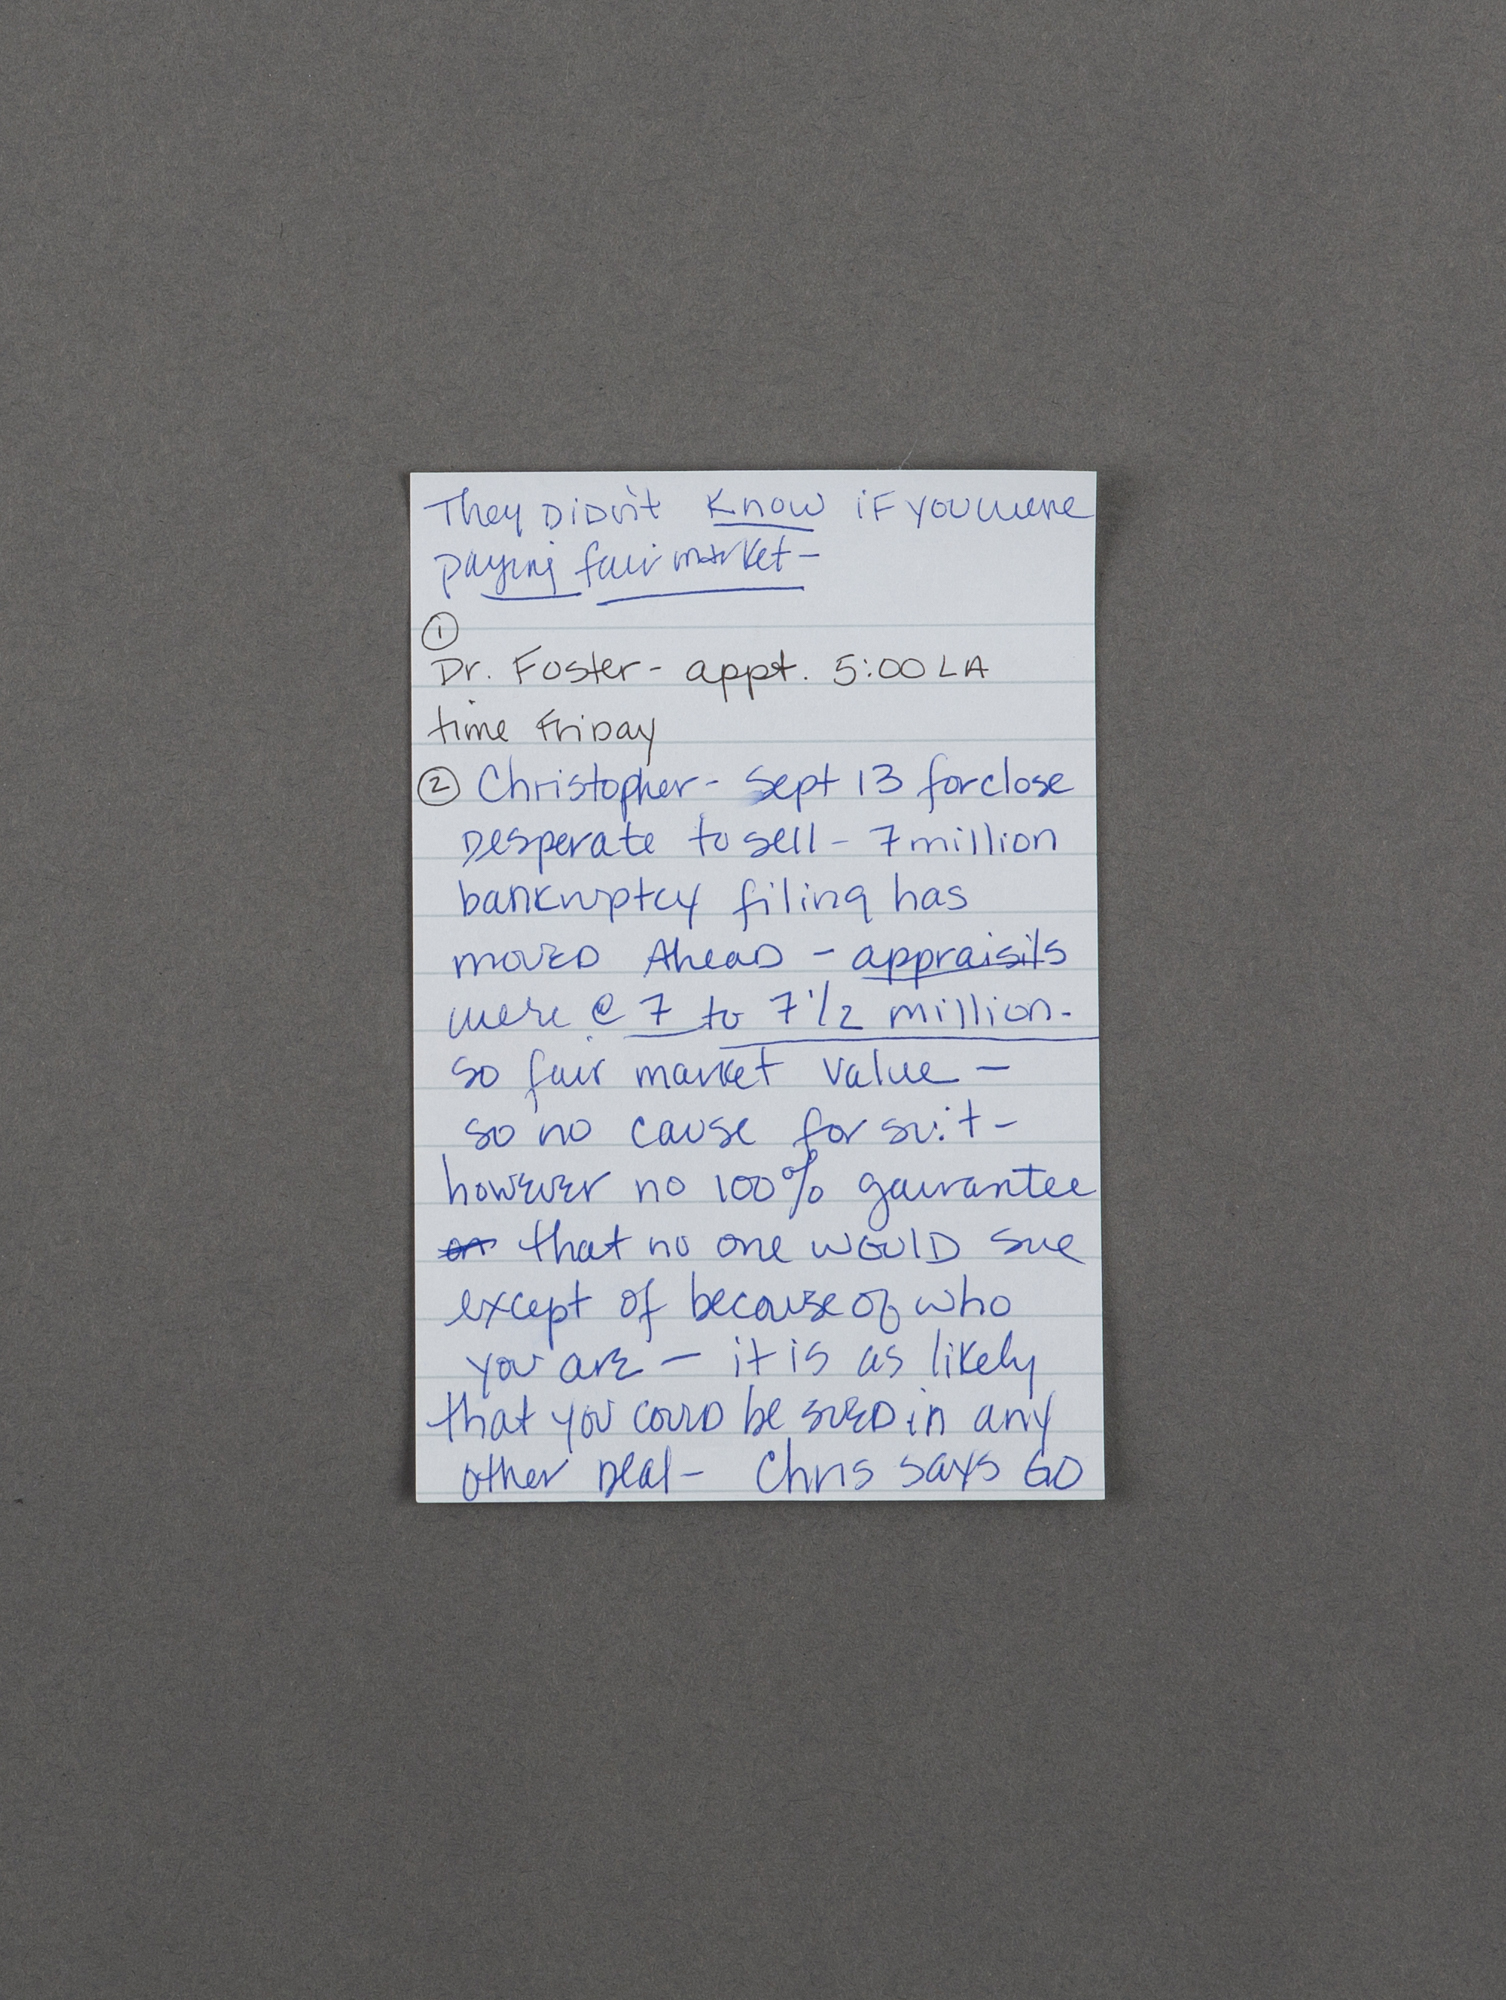 They Didn't Know if you were
paying fair market-
①
Dr. Foster - appt. 5:00 LA
time Friday
② Christopher - Sept 13 forclose
Desperate to sell - 7 million
bankruptcy filing has
moved Ahead - appraisils
were @ 7 to 7 1/2 million.
so fair market value -
so no cause for suit -
however no 100% gaurantee
that no one would sue
except of because of who
you are - it is as likely
that you could be sued in any
other Deal - Chris says GO